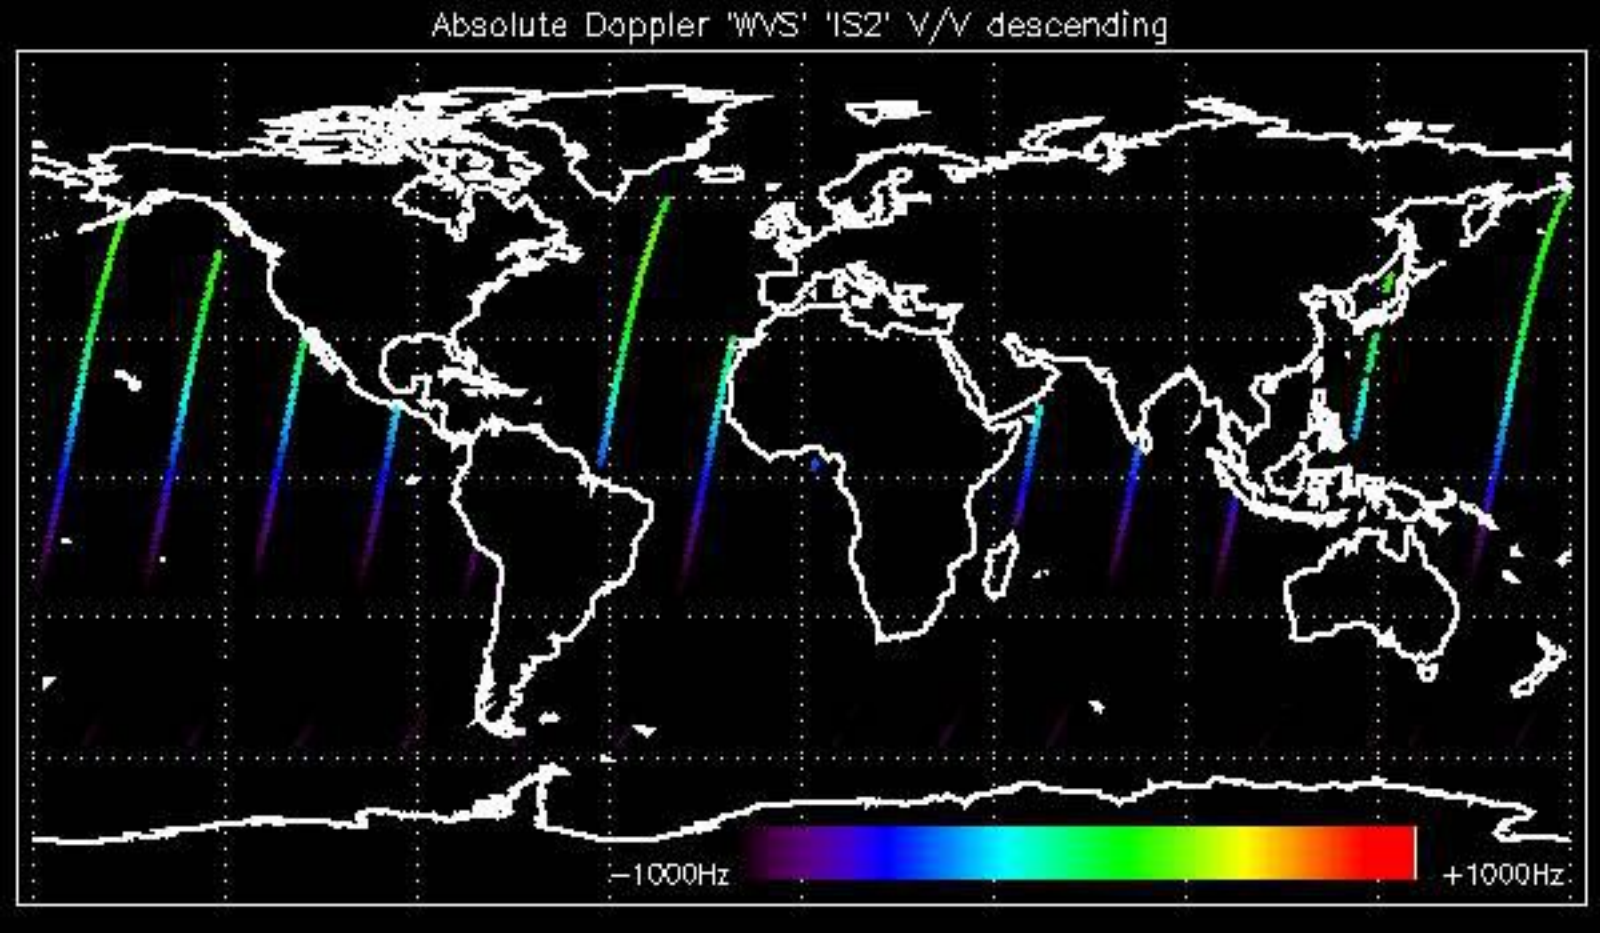 Absolute Doppler 'WVS' 'IS2' V/V descending
-1000Hz +1000Hz